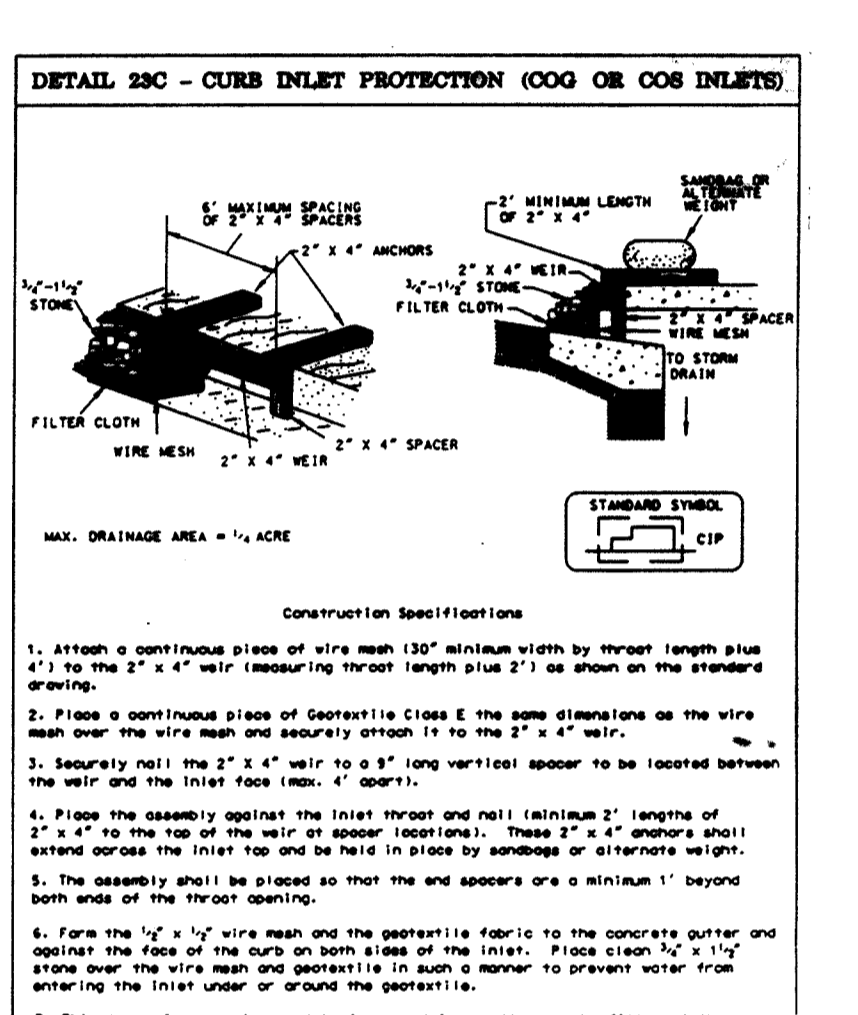 DETAIL 23C - CURB INLET PROTECTION (COG OR COS INLETS)
6' MAXIMUM SPACING
OF 2" X 4" SPACERS
2" X 4" ANCHORS
3/4"-1 1/2"
STONE
FILTER CLOTH
WIRE MESH
2" X 4" WEIR
2" X 4" SPACER
SANDBAG OR
ALTERNATE
WEIGHT
2' MINIMUM LENGTH
OF 2" X 4"
2" X 4" WEIR
3/4"-1 1/2" STONE
FILTER CLOTH
2" X 4" SPACER
WIRE MESH
TO STORM
DRAIN
STANDARD SYMBOL
CIP
MAX. DRAINAGE AREA = 1/4 ACRE
Construction Specifications
1. Attach a continuous piece of wire mesh (30" minimum width by throat length plus
4') to the 2" x 4" weir (measuring throat length plus 2') as shown on the standard
drawing.
2. Place a continuous piece of Geotextile Class E the same dimensions as the wire
mesh over the wire mesh and securely attach it to the 2" x 4" weir.
3. Securely nail the 2" X 4" weir to a 9" long vertical spacer to be located between
the weir and the inlet face (max. 4' apart).
4. Place the assembly against the inlet throat and nail (minimum 2' lengths of
2" x 4" to the top of the weir at spacer locations). These 2" x 4" anchors shall
extend across the inlet top and be held in place by sandbags or alternate weight.
5. The assembly shall be placed so that the end spacers are a minimum 1' beyond
both ends of the throat opening.
6. Form the 1/2" x 1/2" wire mesh and the geotextile fabric to the concrete gutter and
against the face of the curb on both sides of the inlet. Place clean 3/4" x 1 1/2"
stone over the wire mesh and geotextile in such a manner to prevent water from
entering the inlet under or around the geotextile.